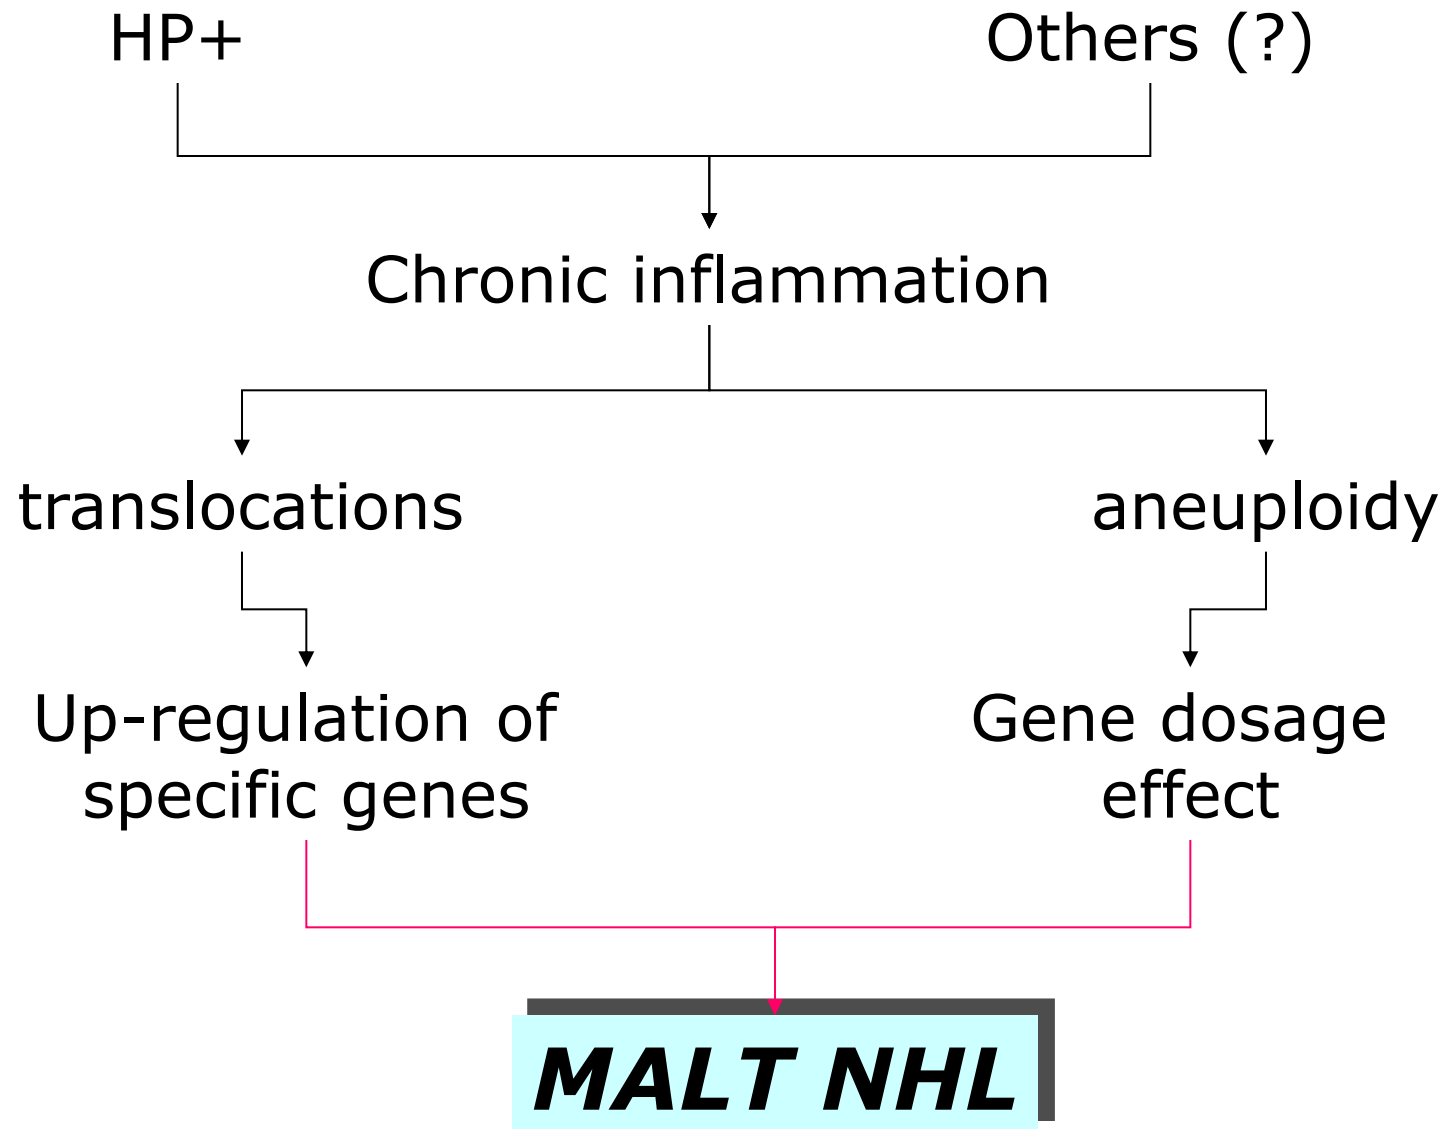 HP+
Others (?)
Chronic inflammation
translocations
aneuploidy
Up-regulation of
specific genes
Gene dosage
effect
MALT NHL